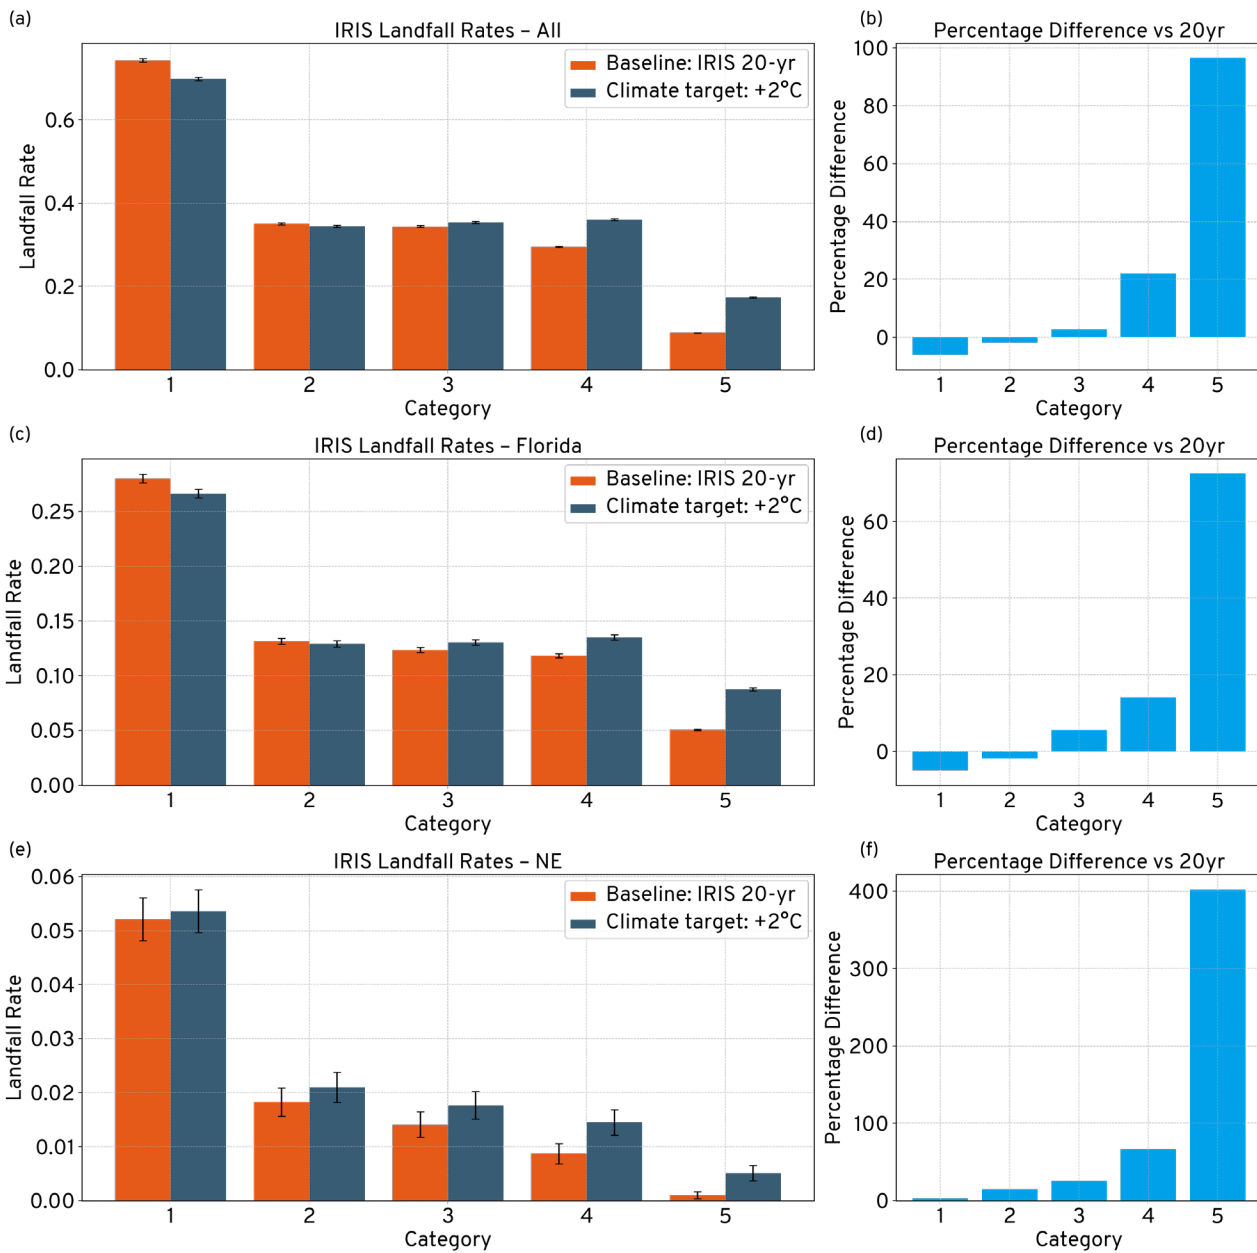 (a)
IRIS Landfall Rates – All
Baseline: IRIS 20-yr
Climate target: +2°C
Landfall Rate
0.6
0.4
0.2
0.0
1 2 3 4 5
Category
(b)
Percentage Difference vs 20yr
Percentage Difference
100
80
60
40
20
0
1 2 3 4 5
Category
(c)
IRIS Landfall Rates – Florida
Baseline: IRIS 20-yr
Climate target: +2°C
Landfall Rate
0.25
0.20
0.15
0.10
0.05
0.00
1 2 3 4 5
Category
(d)
Percentage Difference vs 20yr
Percentage Difference
60
40
20
0
1 2 3 4 5
Category
(e)
IRIS Landfall Rates – NE
Baseline: IRIS 20-yr
Climate target: +2°C
Landfall Rate
0.06
0.05
0.04
0.03
0.02
0.01
0.00
1 2 3 4 5
Category
(f)
Percentage Difference vs 20yr
Percentage Difference
400
300
200
100
0
1 2 3 4 5
Category